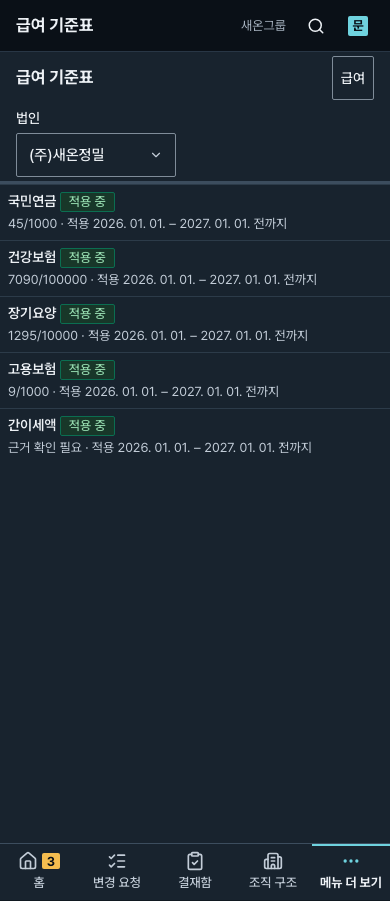 급여 기준표
새온그룹
문
급여 기준표
급여
법인
(주)새온정밀
국민연금 적용 중
45/1000 · 적용 2026. 01. 01. – 2027. 01. 01. 전까지
건강보험 적용 중
7090/100000 · 적용 2026. 01. 01. – 2027. 01. 01. 전까지
장기요양 적용 중
1295/10000 · 적용 2026. 01. 01. – 2027. 01. 01. 전까지
고용보험 적용 중
9/1000 · 적용 2026. 01. 01. – 2027. 01. 01. 전까지
간이세액 적용 중
근거 확인 필요 · 적용 2026. 01. 01. – 2027. 01. 01. 전까지
3
홈
변경 요청
결재함
조직 구조
메뉴 더 보기